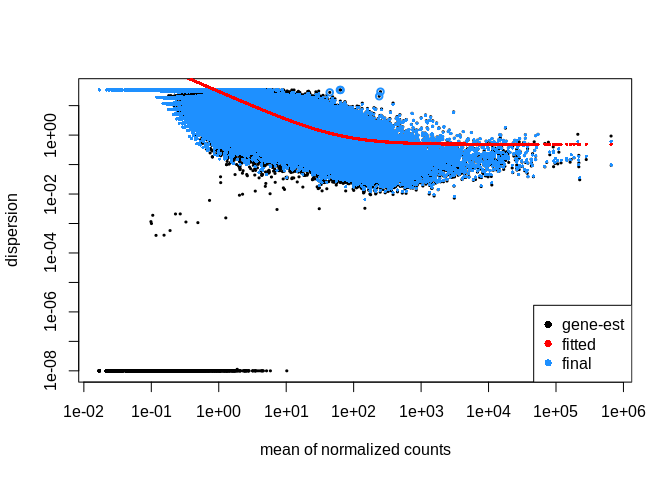 dispersion
1e-08 1e-06 1e-04 1e-02 1e+00
gene-est
fitted
final
1e-02 1e-01 1e+00 1e+01 1e+02 1e+03 1e+04 1e+05 1e+06
mean of normalized counts